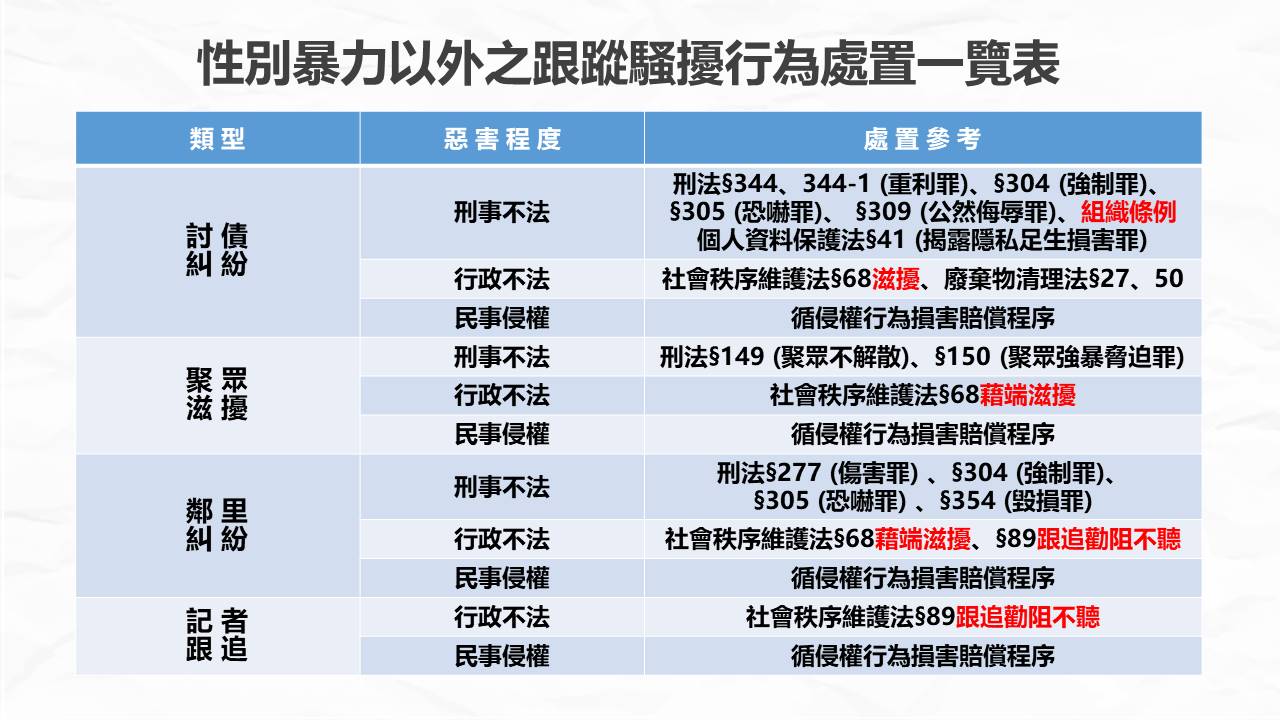 性別暴力以外之跟蹤騷擾行為處置一覽表
類型 惡害程度 處置參考
討債
糾紛
刑事不法
刑法§344、344-1 (重利罪)、§304 (強制罪)、
§305 (恐嚇罪)、 §309 (公然侮辱罪)、組織條例
個人資料保護法§41 (揭露隱私足生損害罪)
行政不法 社會秩序維護法§68滋擾、廢棄物清理法§27、50
民事侵權 循侵權行為損害賠償程序
聚眾
滋擾
刑事不法 刑法§149 (聚眾不解散)、§150 (聚眾強暴脅迫罪)
行政不法 社會秩序維護法§68藉端滋擾
民事侵權 循侵權行為損害賠償程序
鄰里
糾紛
刑事不法
刑法§277 (傷害罪) 、§304 (強制罪)、
§305 (恐嚇罪) 、§354 (毀損罪)
行政不法 社會秩序維護法§68藉端滋擾、§89跟追勸阻不聽
民事侵權 循侵權行為損害賠償程序
記者
跟追
行政不法 社會秩序維護法§89跟追勸阻不聽
民事侵權 循侵權行為損害賠償程序